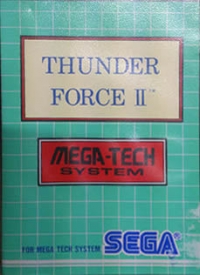 THUNDER
FORCE II™
MEGA-TECH
SYSTEM
FOR MEGA TECH SYSTEM
SEGA®